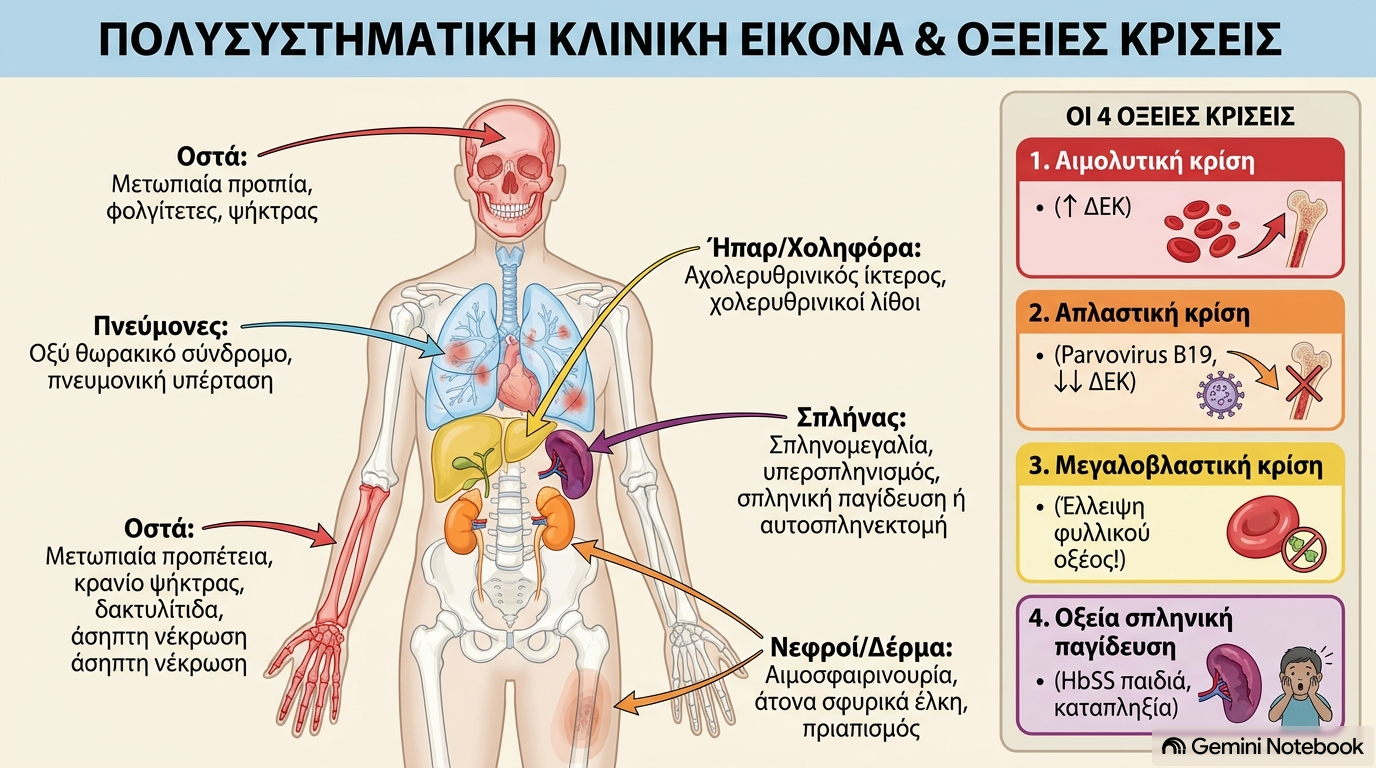 ΠΟΛΥΣΥΣΤΗΜΑΤΙΚΗ ΚΛΙΝΙΚΗ ΕΙΚΟΝΑ & ΟΞΕΙΕΣ ΚΡΙΣΕΙΣ
Οστά:
Μετωπιαία
φολγίτετες, ψήκτρας
Πνεύμονες:
Οξύ θωρακικό σύνδρομο,
πνευμονική υπέρταση
Οστά:
Μετωπιαία προπέτεια,
κρανίο ψήκτρας,
δακτυλίτιδα,
άσηπτη νέκρωση
άσηπτη νέκρωση
Ήπαρ/Χοληφόρα:
Αχολερυθρινικός ίκτερος,
χολερυθρινικοί λίθοι
Σπλήνας:
Σπληνομεγαλία,
υπερσπληνισμός,
σπληνική παγίδευση ή
αυτοσπληνεκτομή
Νεφροί/Δέρμα:
Αιμοσφαιρινουρία,
άτονα σφυρικά έλκη,
πριαπισμός
ΟΙ 4 ΟΞΕΙΕΣ ΚΡΙΣΕΙΣ
1. Αιμολυτική κρίση
• (↑ ΔΕΚ)
2. Απλαστική κρίση
• (Parvovirus B19,
↓↓ ΔΕΚ)
3. Μεγαλοβλαστική κρίση
• (Έλλειψη
φυλλικού
οξέος!)
4. Οξεία σπληνική
παγίδευση
• (HbSS παιδιά,
καταπληξία)
Gemini Notebook